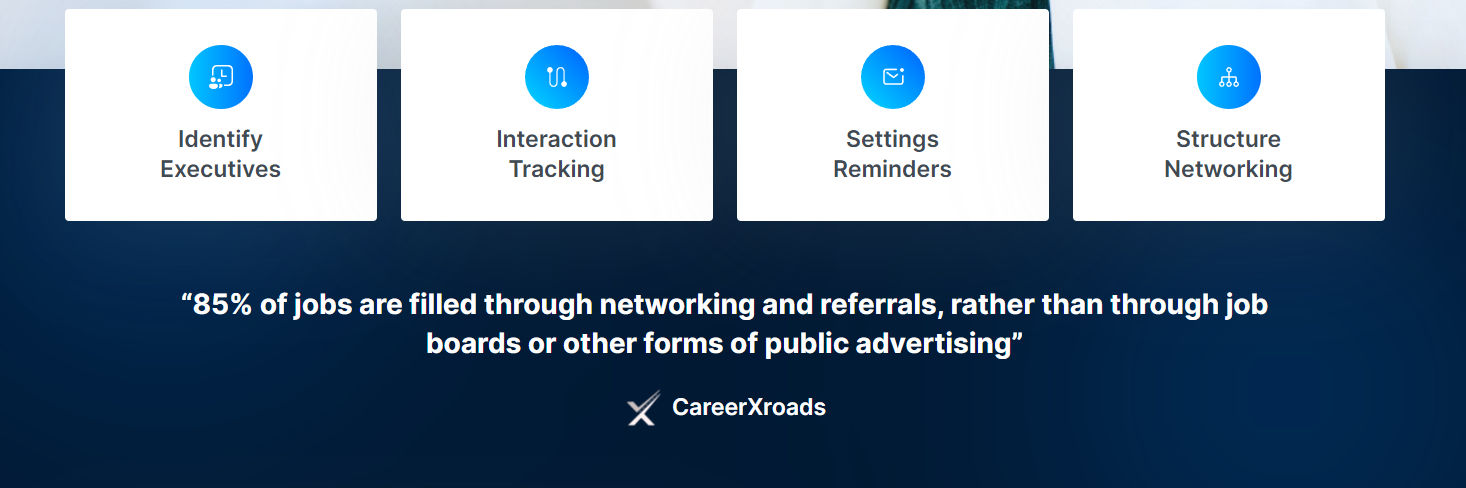 Identify
Executives
Interaction
Tracking
Settings
Reminders
Structure
Networking
“85% of jobs are filled through networking and referrals, rather than through job
boards or other forms of public advertising”
CareerXroads